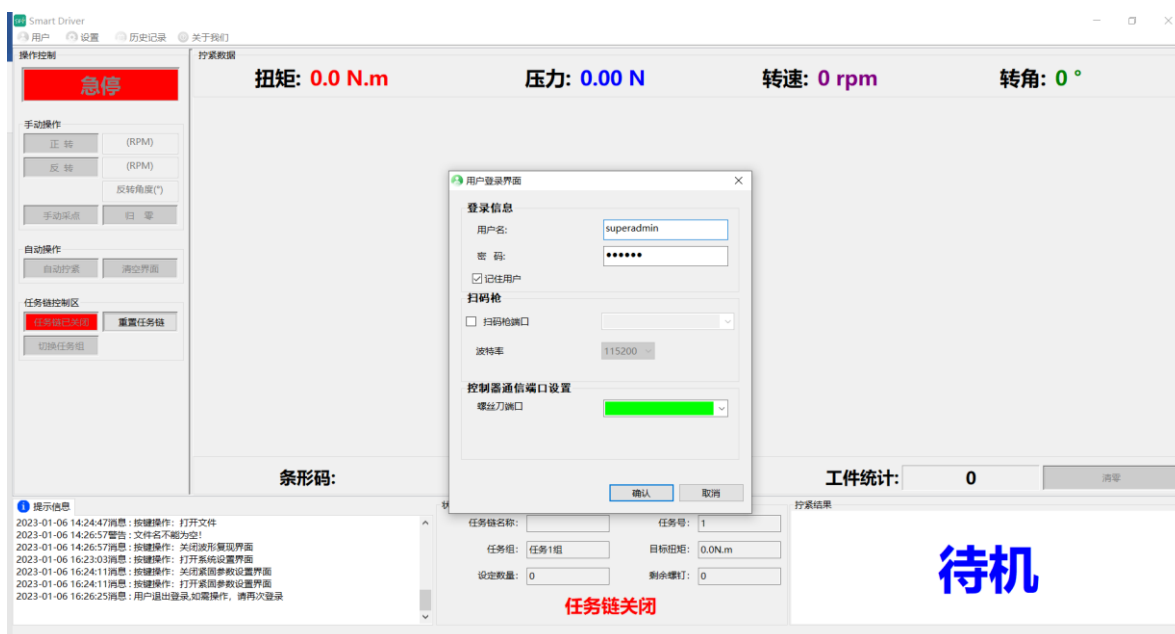 Smart Driver
用户 设置 历史记录 关于我们
操作控制
急停
手动操作
正 转 (RPM)
反 转 (RPM)
反转角度(°)
手动采点 归 零
自动操作
自动拧紧 清空界面
任务链控制区
任务链已关闭 重置任务链
切换任务组
拧紧数据
扭矩: 0.0 N.m 压力: 0.00 N 转速: 0 rpm 转角: 0 °
用户登录界面
登录信息
用户名: superadmin
密 码: ••••••
记住用户
扫码枪
扫码枪端口
波特率 115200
控制器通信端口设置
螺丝刀端口
确认 取消
条形码: 工件统计: 0 清零
提示信息
2023-01-06 14:24:47消息 : 按键操作: 打开文件
2023-01-06 14:26:57警告 : 文件名不能为空!
2023-01-06 14:26:57消息 : 按键操作: 关闭波形复现界面
2023-01-06 16:23:03消息 : 按键操作: 打开系统设置界面
2023-01-06 16:24:11消息 : 按键操作: 关闭紧固参数设置界面
2023-01-06 16:24:11消息 : 按键操作: 打开紧固参数设置界面
2023-01-06 16:26:25消息 : 用户退出登录,如需操作, 请再次登录
任务链名称: 任务号: 1
任务组: 任务1组 目标扭矩: 0.0N.m
设定数量: 0 剩余螺钉: 0
任务链关闭
拧紧结果
待机